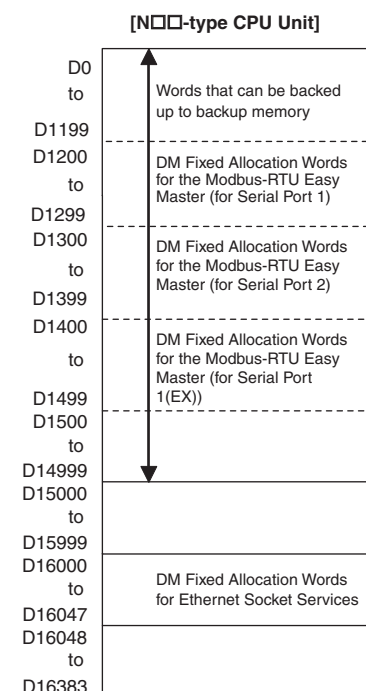 [N□□-type CPU Unit]
D0
to
D1199
Words that can be backed
up to backup memory
D1200
to
D1299
DM Fixed Allocation Words
for the Modbus-RTU Easy
Master (for Serial Port 1)
D1300
to
D1399
DM Fixed Allocation Words
for the Modbus-RTU Easy
Master (for Serial Port 2)
D1400
to
D1499
DM Fixed Allocation Words
for the Modbus-RTU Easy
Master (for Serial Port
1(EX))
D1500
to
D14999
D15000
to
D15999
D16000
to
D16047
DM Fixed Allocation Words
for Ethernet Socket Services
D16048
to
D16383